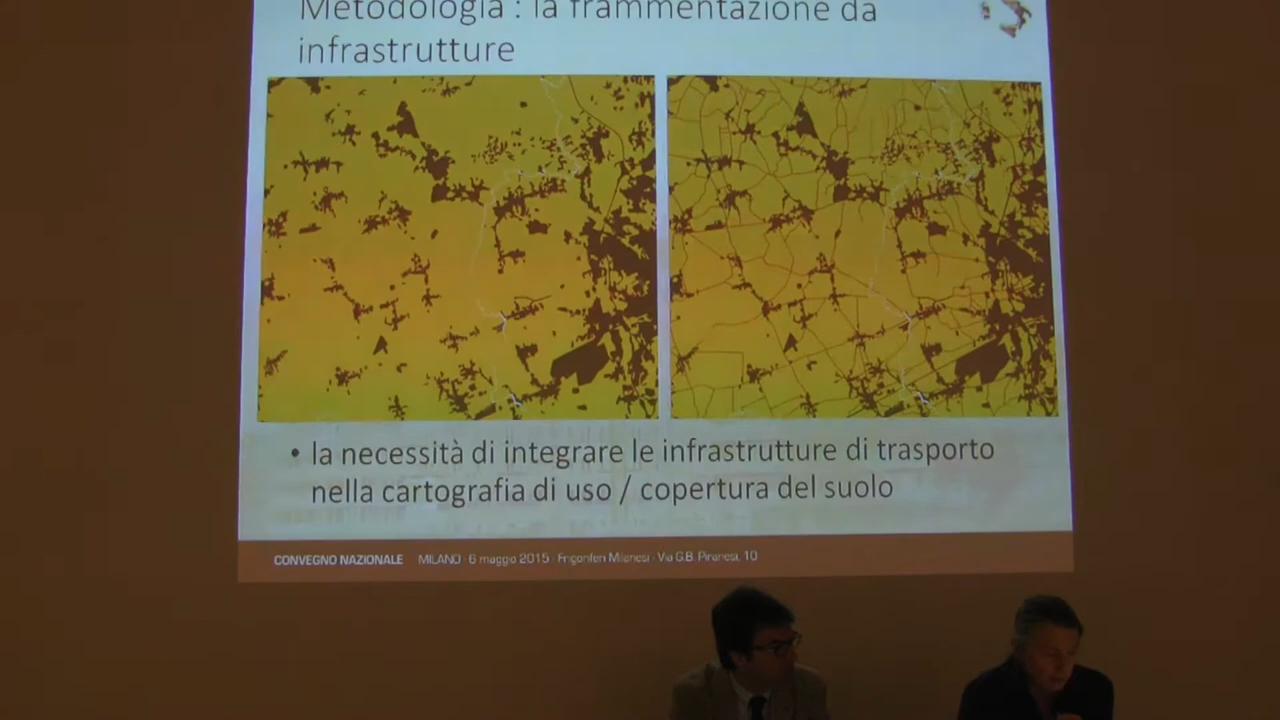 Metodologia : la frammentazione da
infrastrutture
• la necessità di integrare le infrastrutture di trasporto
nella cartografia di uso / copertura del suolo
CONVEGNO NAZIONALE MILANO · 6 maggio 2015 · Frigoriferi Milanesi · Via G.B. Piranesi, 10